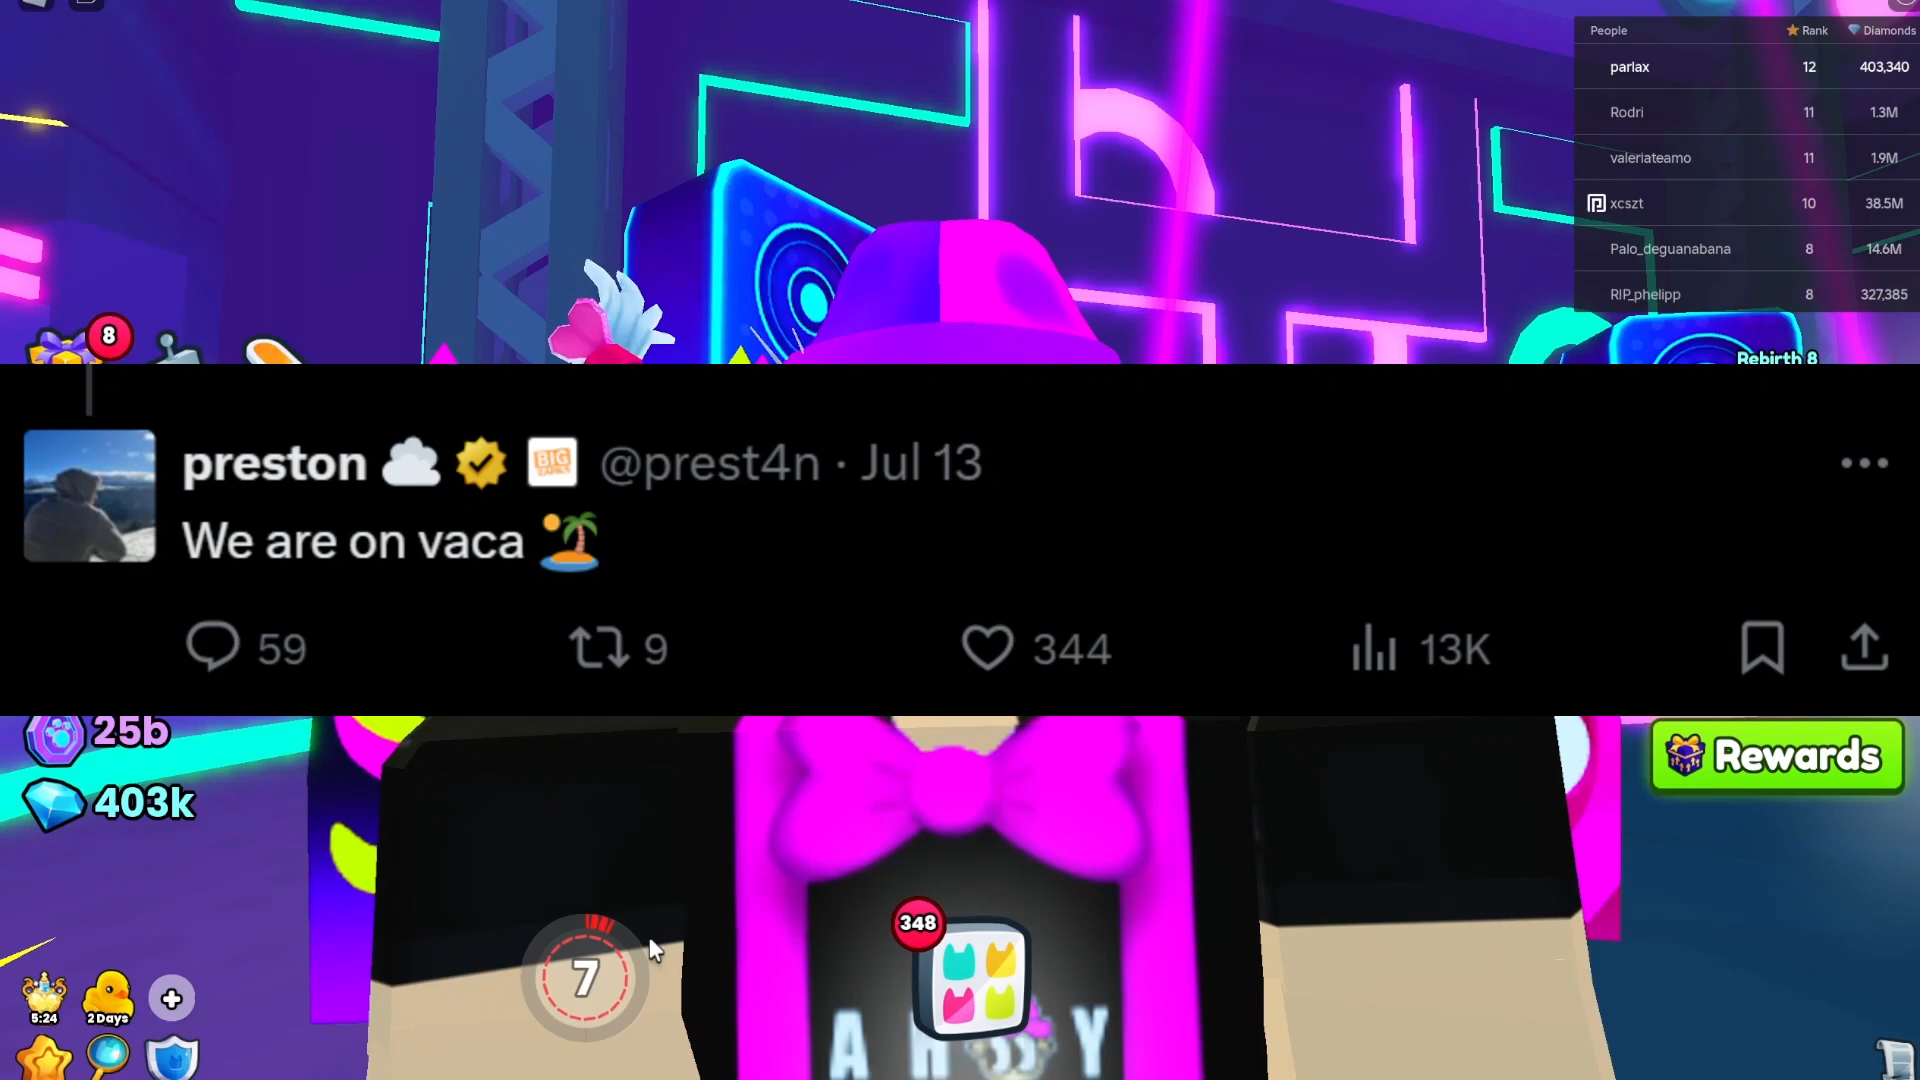 People Rank Diamonds
parlax 12 403,340
Rodri 11 1.3M
valeriateamo 11 1.9M
xcszt 10 38.5M
Palo_deguanabana 8 14.6M
RIP_phelipp 8 327,385
8
Rebirth 8
preston BIG @prest4n · Jul 13
We are on vaca
59 9 344 13K
25b
403k
Rewards
348
7
5:24 2 Days